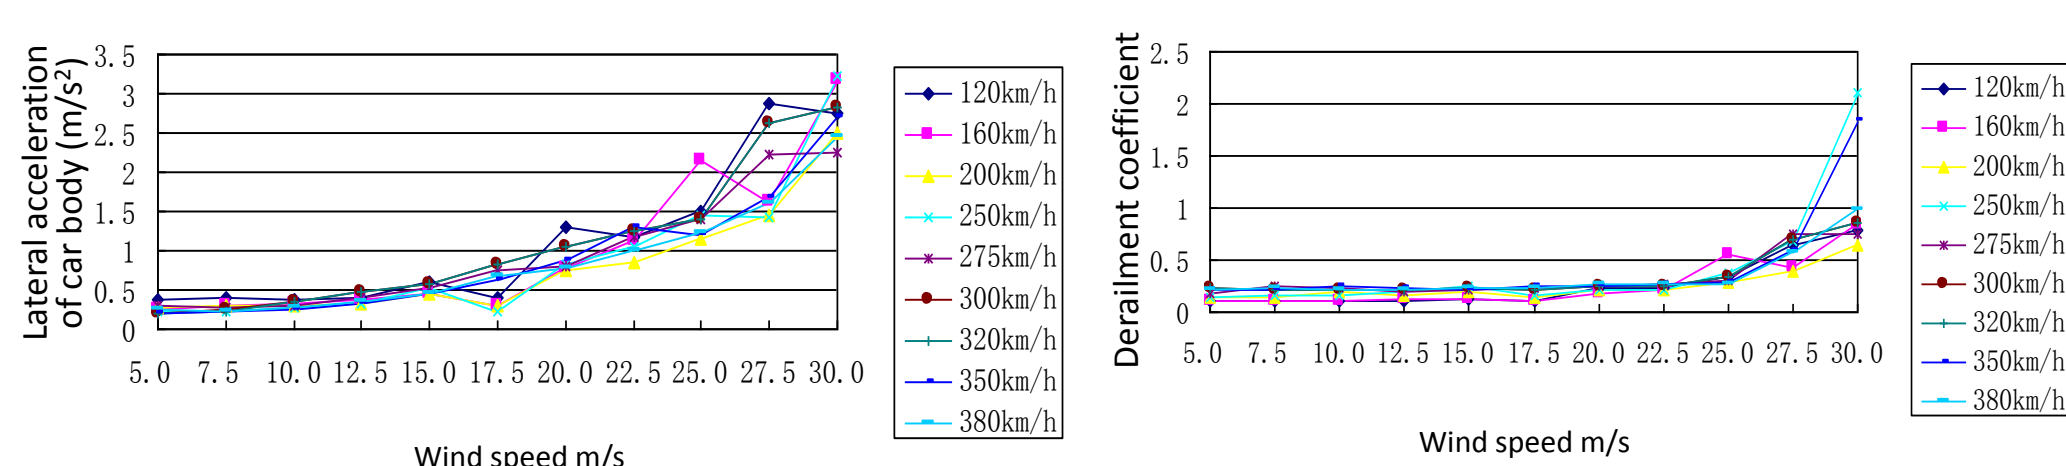 Lateral acceleration
of car body (m/s²)
3.5
3
2.5
2
1.5
1
0.5
0
5.0 7.5 10.0 12.5 15.0 17.5 20.0 22.5 25.0 27.5 30.0
Wind speed m/s
120km/h
160km/h
200km/h
250km/h
275km/h
300km/h
320km/h
350km/h
380km/h
Derailment coefficient
2.5
2
1.5
1
0.5
0
5.0 7.5 10.0 12.5 15.0 17.5 20.0 22.5 25.0 27.5 30.0
Wind speed m/s
120km/h
160km/h
200km/h
250km/h
275km/h
300km/h
320km/h
350km/h
380km/h